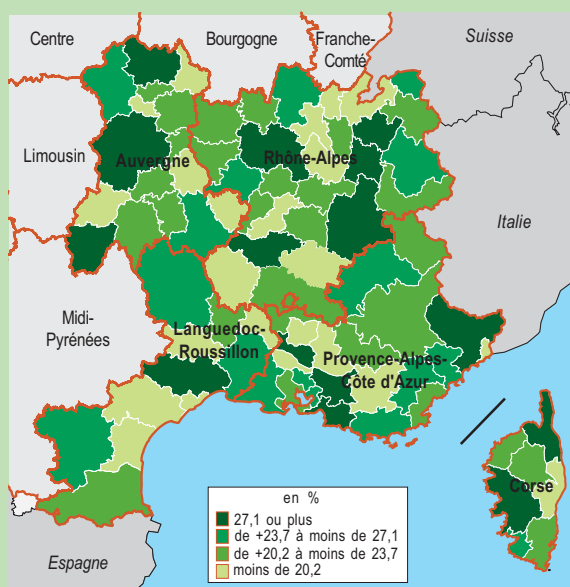 Centre
Bourgogne
Franche-
Comté
Suisse
Limousin
Auvergne
Rhône-Alpes
Italie
Midi-
Pyrénées
Languedoc-
Roussillon
Provence-Alpes-
Côte d'Azur
Corse
Espagne
en %
27,1 ou plus
de +23,7 à moins de 27,1
de +20,2 à moins de 23,7
moins de 20,2